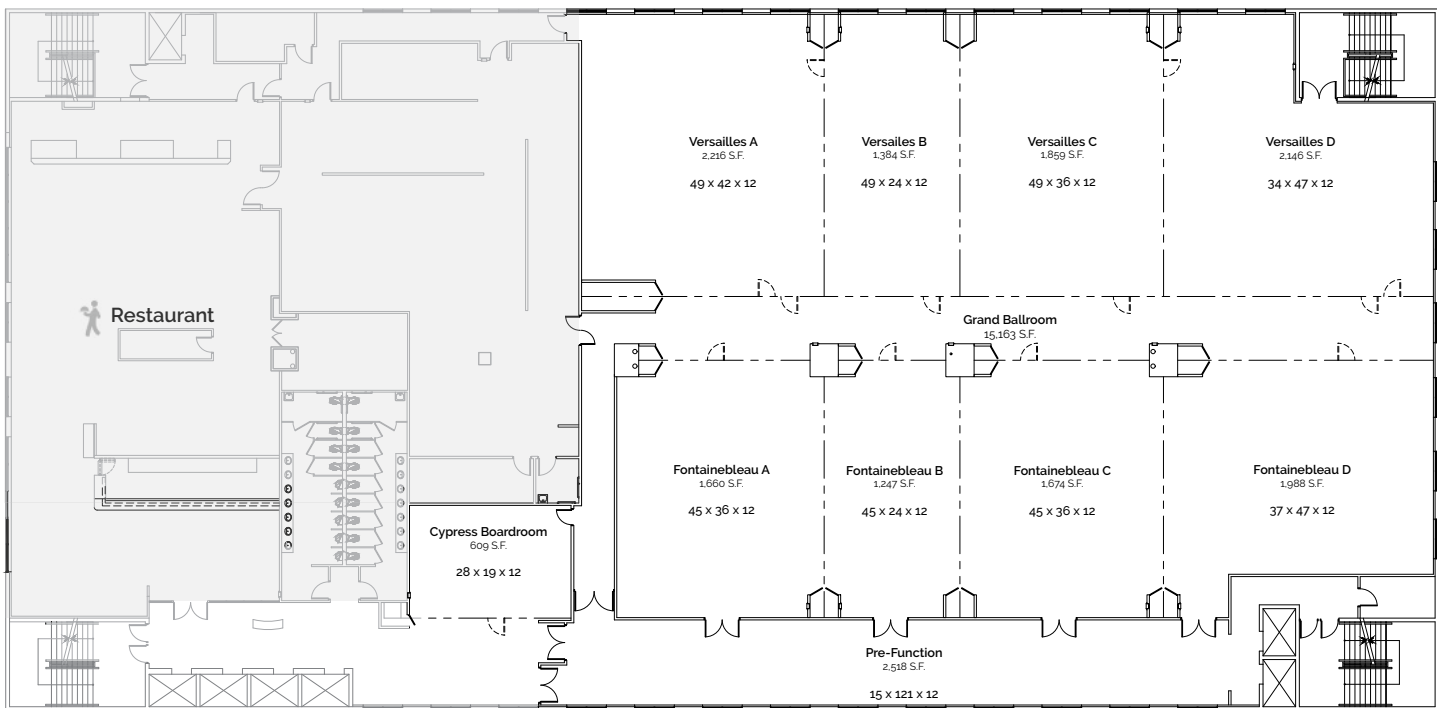 Versailles A
2,216 S.F.
49 x 42 x 12
Versailes B
1,384 S.F.
49 x 24 x 12
Versailles C
1,859 S.F.
49 x 36 x 12
Versailles D
2,146 S.F.
34 x 47 x 12
Restaurant
Grand Ballroom
15,163 S.F.
Fontainebleau A
1,660 S.F.
45 x 36 x 12
Fontainebleau B
1,247 S.F.
45 x 24 x 12
Fontainebleau C
1,674 S.F.
45 x 36 x 12
Fontainebleau D
1,988 S.F.
37 x 47 x 12
Cypress Boardroom
609 S.F.
28 x 19 x 12
Pre-Function
2,518 S.F.
15 x 121 x 12